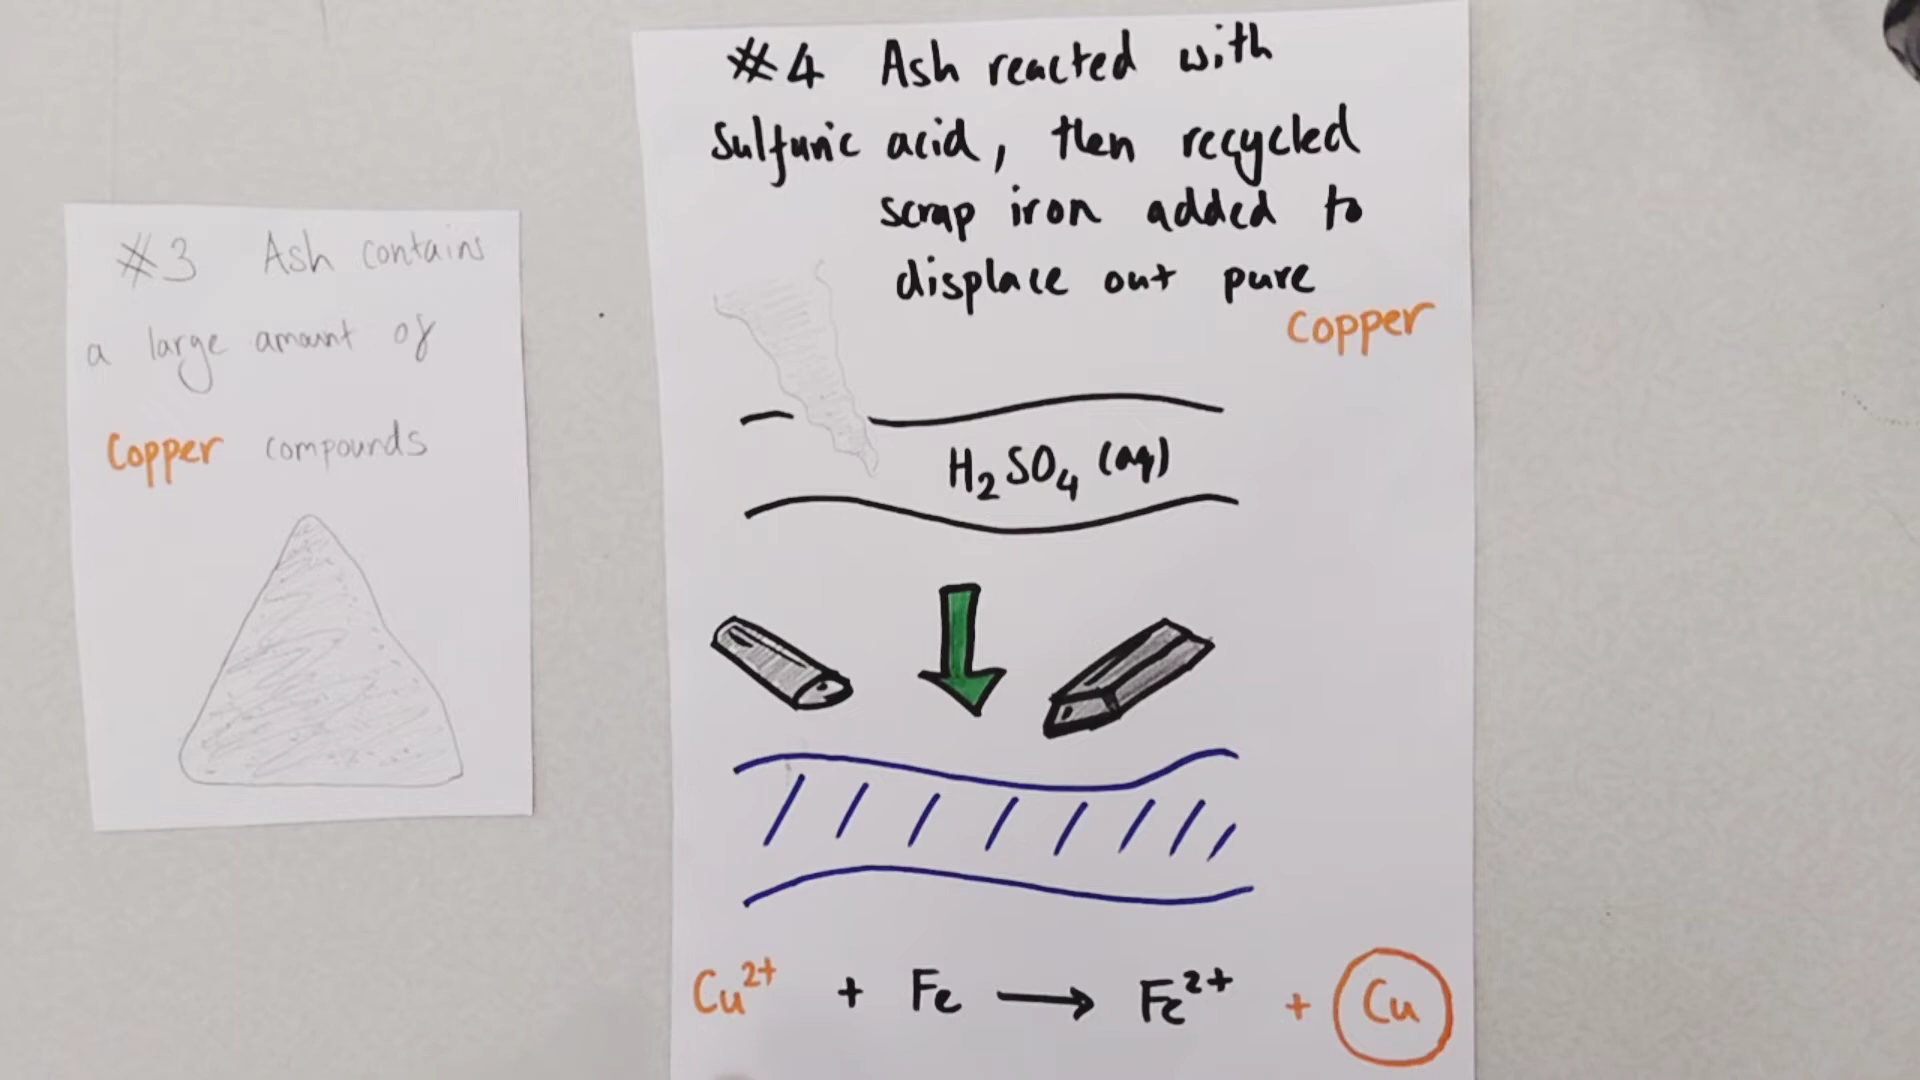 #3 Ash contains
a large amount of
Copper compounds
#4 Ash reacted with
Sulfuric acid, then recycled
scrap iron added to
displace out pure
Copper
H₂SO₄ (aq)
Cu²⁺ + Fe → Fe²⁺ + Cu